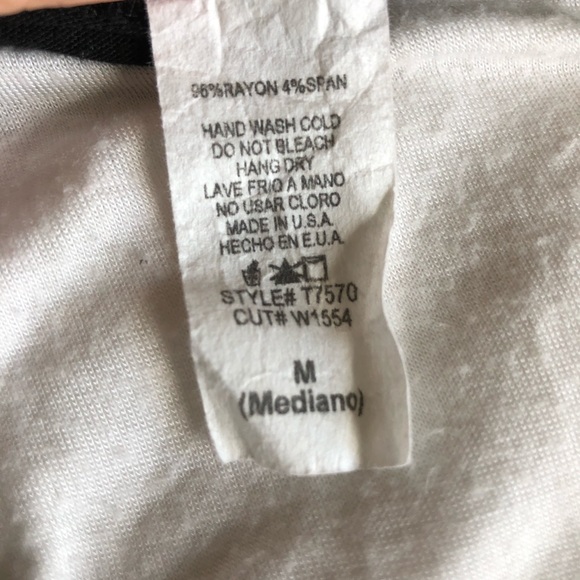 96%RAYON 4%SPAN
HAND WASH COLD
DO NOT BLEACH
HANG DRY
LAVE FRIO A MANO
NO USAR CLORO
MADE IN U.S.A.
HECHO EN E.U.A.
STYLE# T7570
CUT# W1554
M
(Mediano)